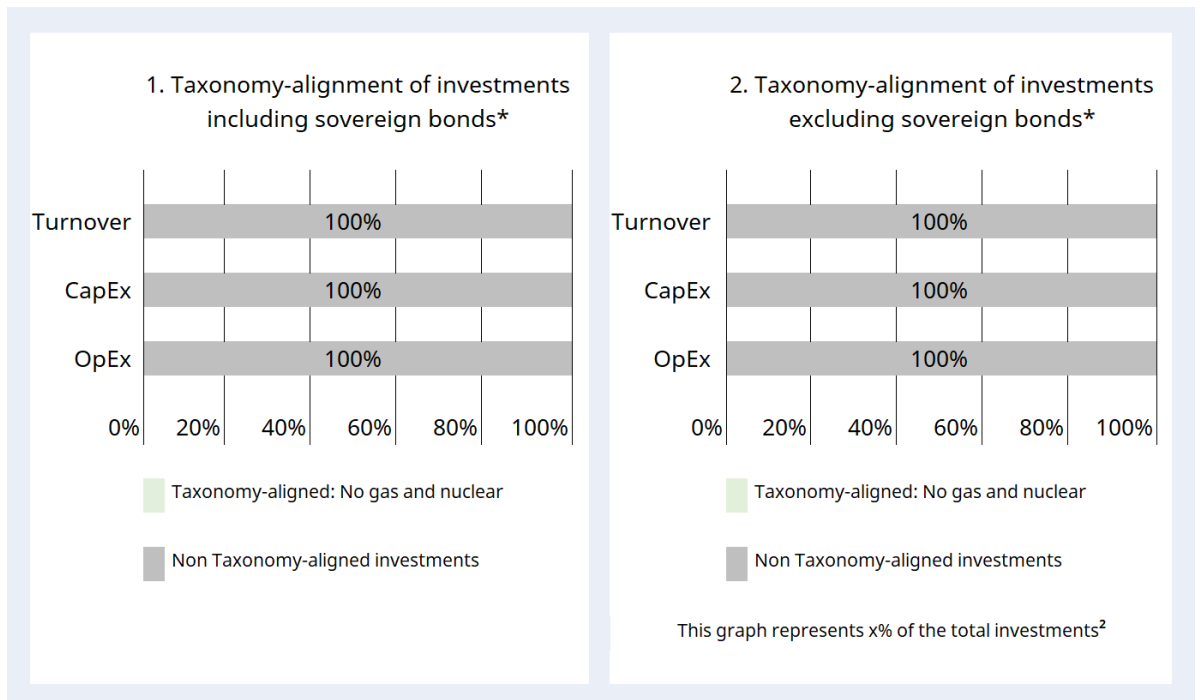 1. Taxonomy-alignment of investments
including sovereign bonds*
Turnover 100%
CapEx 100%
OpEx 100%
0% 20% 40% 60% 80% 100%
Taxonomy-aligned: No gas and nuclear
Non Taxonomy-aligned investments
2. Taxonomy-alignment of investments
excluding sovereign bonds*
Turnover 100%
CapEx 100%
OpEx 100%
0% 20% 40% 60% 80% 100%
Taxonomy-aligned: No gas and nuclear
Non Taxonomy-aligned investments
This graph represents x% of the total investments²